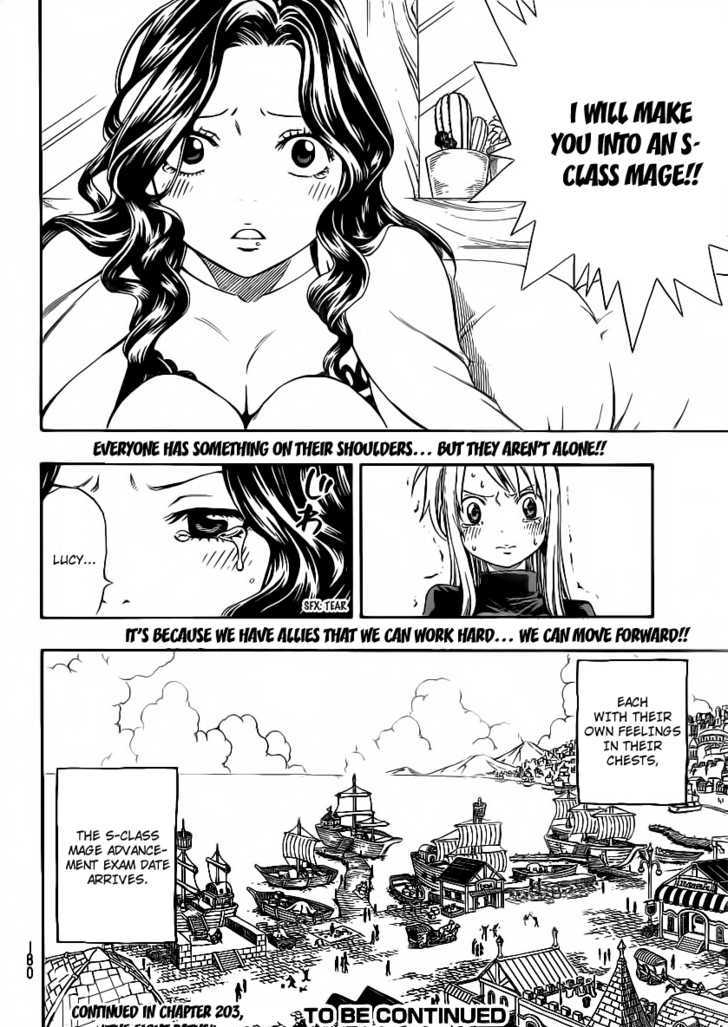 I WILL MAKE
YOU INTO AN S-
CLASS MAGE!!
EVERYONE HAS SOMETHING ON THEIR SHOULDERS... BUT THEY AREN'T ALONE!!
LUCY...
じわ
SFX: TEAR
IT'S BECAUSE WE HAVE ALLIES THAT WE CAN WORK HARD... WE CAN MOVE FORWARD!!
EACH
WITH THEIR
OWN FEELINGS
IN THEIR
CHESTS,
THE S-CLASS
MAGE ADVANCE-
MENT EXAM DATE
ARRIVES.
180
CONTINUED IN CHAPTER 203,
TO BE CONTINUED